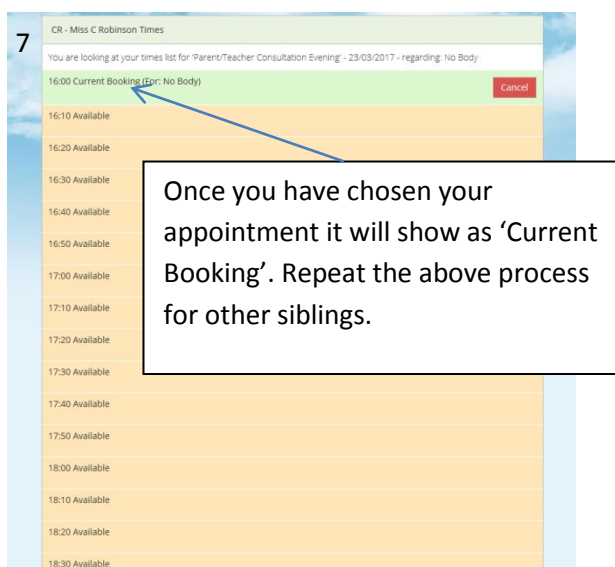 7
CR - Miss C Robinson Times
You are looking at your times list for 'Parent/Teacher Consultation Evening' - 23/03/2017 - regarding: No Body
16:00 Current Booking (For: No Body)
Cancel
16:10 Available
16:20 Available
16:30 Available
16:40 Available
16:50 Available
17:00 Available
17:10 Available
17:20 Available
17:30 Available
17:40 Available
17:50 Available
18:00 Available
18:10 Available
18:20 Available
18:30 Available
Once you have chosen your
appointment it will show as ‘Current
Booking’. Repeat the above process
for other siblings.